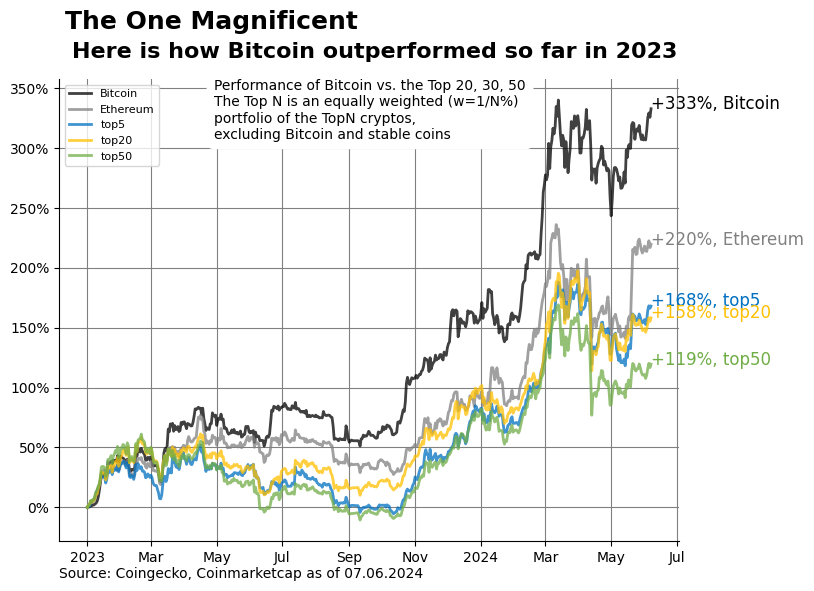 The One Magnificent
Here is how Bitcoin outperformed so far in 2023
350%
300%
250%
200%
150%
100%
50%
0%
Bitcoin
Ethereum
top5
top20
top50
Performance of Bitcoin vs. the Top 20, 30, 50
The Top N is an equally weighted (w=1/N%)
portfolio of the TopN cryptos,
excluding Bitcoin and stable coins
+333%, Bitcoin
+220%, Ethereum
+168%, top5
+158%, top20
+119%, top50
2023 Mar May Jul Sep Nov 2024 Mar May Jul
Source: Coingecko, Coinmarketcap as of 07.06.2024